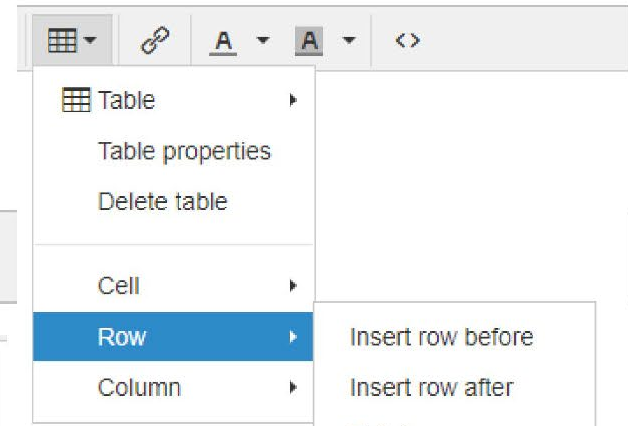 A A <>
Table
Table properties
Delete table
Cell
Row
Insert row before
Column
Insert row after